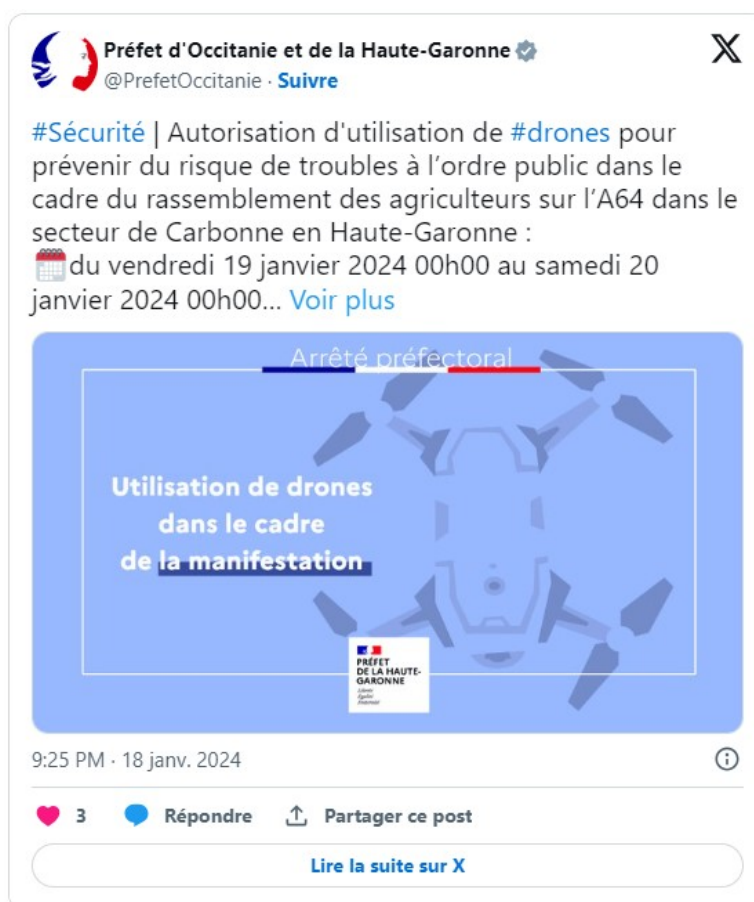 Préfet d'Occitanie et de la Haute-Garonne
@PrefetOccitanie · Suivre
#Sécurité | Autorisation d'utilisation de #drones pour
prévenir du risque de troubles à l’ordre public dans le
cadre du rassemblement des agriculteurs sur l’A64 dans le
secteur de Carbonne en Haute-Garonne :
du vendredi 19 janvier 2024 00h00 au samedi 20
janvier 2024 00h00... Voir plus
Arrêté préfectoral
Utilisation de drones
dans le cadre
de la manifestation
PRÉFET
DE LA HAUTE-
GARONNE
Liberté
Égalité
Fraternité
9:25 PM · 18 janv. 2024
3 Répondre Partager ce post
Lire la suite sur X